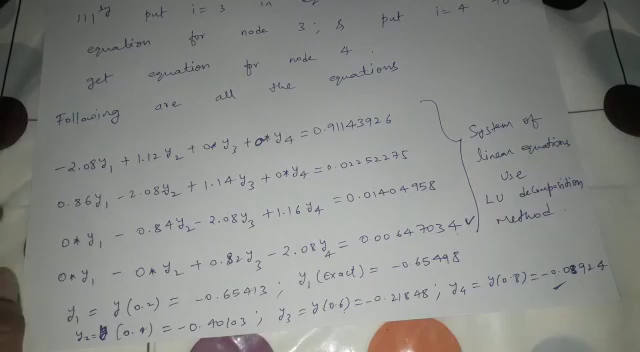 lllly put i = 3 in
equation for node 3; & put i = 4
get equation for node 4.
Following are all the equations
-2.08y₁ + 1.12y₂ + 0*y₃ + 0*y₄ = 0.91143926
0.86y₁ - 2.08y₂ + 1.14y₃ + 0*y₄ = 0.02252275
0*y₁ - 0.84y₂ - 2.08y₃ + 1.16y₄ = 0.01404958
0*y₁ - 0*y₂ + 0.82y₃ - 2.08y₄ = 0.00647034 ✓
System of
linear equations
use
LU decomposition
method.
y₁ = y(0.2) = -0.65413; y₁(Exact) = -0.65498
y₂ = y(0.4) = -0.40103; y₃ = y(0.6) = -0.21848; y₄ = y(0.8) = -0.08924